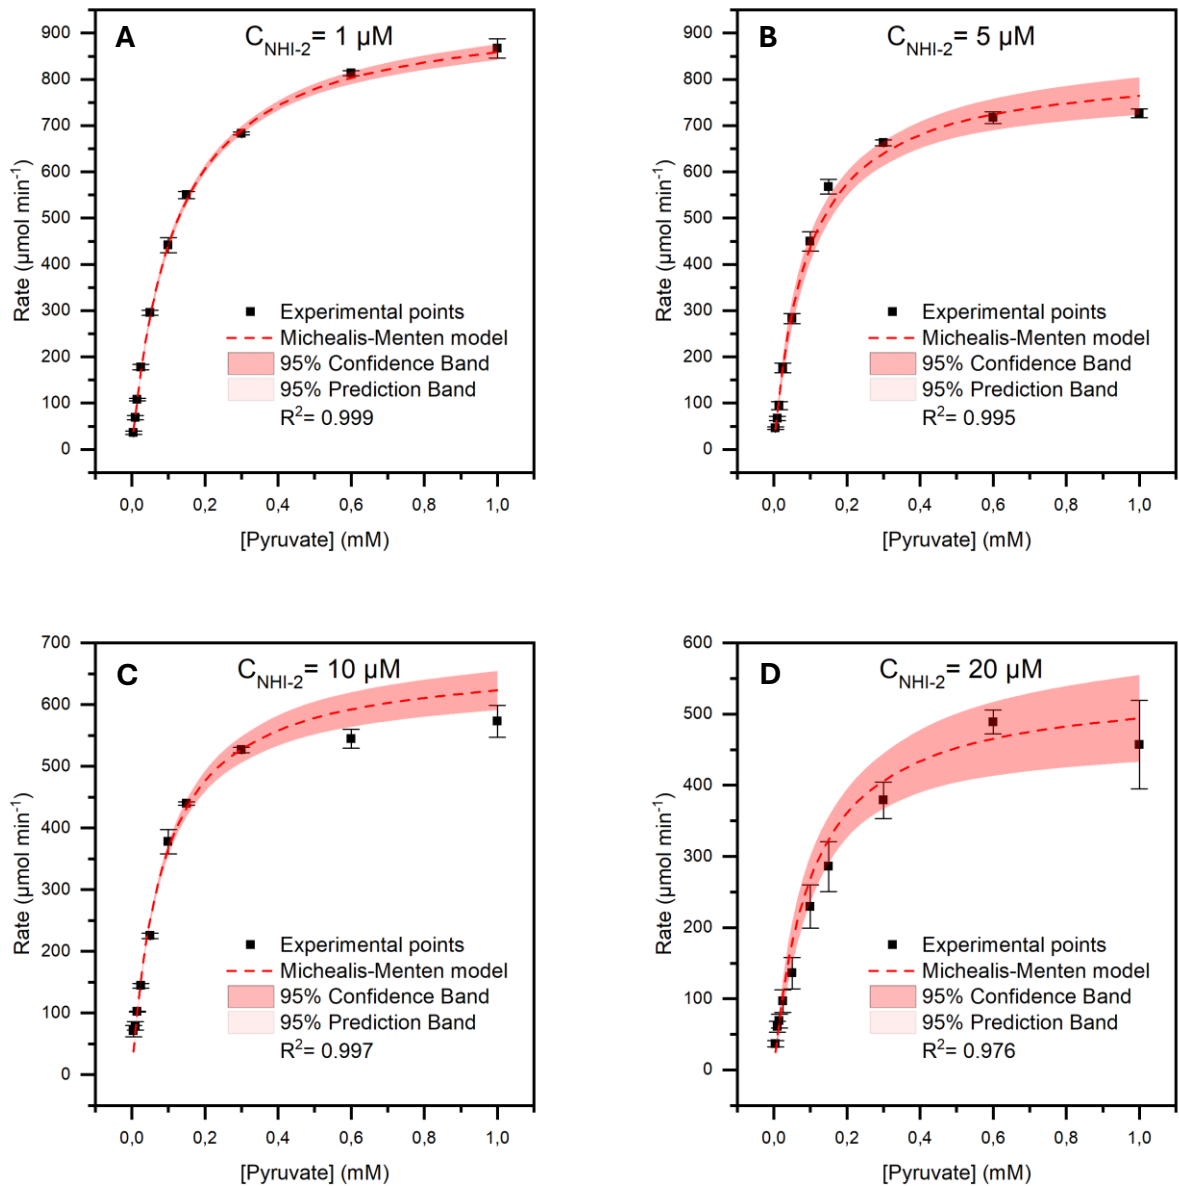 A
C_NHI-2 = 1 µM
Rate (µmol min⁻¹)
900
800
700
600
500
400
300
200
100
0
Experimental points
Michealis-Menten model
95% Confidence Band
95% Prediction Band
R²= 0.999
0,0 0,2 0,4 0,6 0,8 1,0
[Pyruvate] (mM)
B
C_NHI-2 = 5 µM
Rate (µmol min⁻¹)
900
800
700
600
500
400
300
200
100
0
Experimental points
Michealis-Menten model
95% Confidence Band
95% Prediction Band
R²= 0.995
0,0 0,2 0,4 0,6 0,8 1,0
[Pyruvate] (mM)
C
C_NHI-2 = 10 µM
Rate (µmol min⁻¹)
700
600
500
400
300
200
100
0
Experimental points
Michealis-Menten model
95% Confidence Band
95% Prediction Band
R²= 0.997
0,0 0,2 0,4 0,6 0,8 1,0
[Pyruvate] (mM)
D
C_NHI-2 = 20 µM
Rate (µmol min⁻¹)
600
500
400
300
200
100
0
Experimental points
Michealis-Menten model
95% Confidence Band
95% Prediction Band
R²= 0.976
0,0 0,2 0,4 0,6 0,8 1,0
[Pyruvate] (mM)